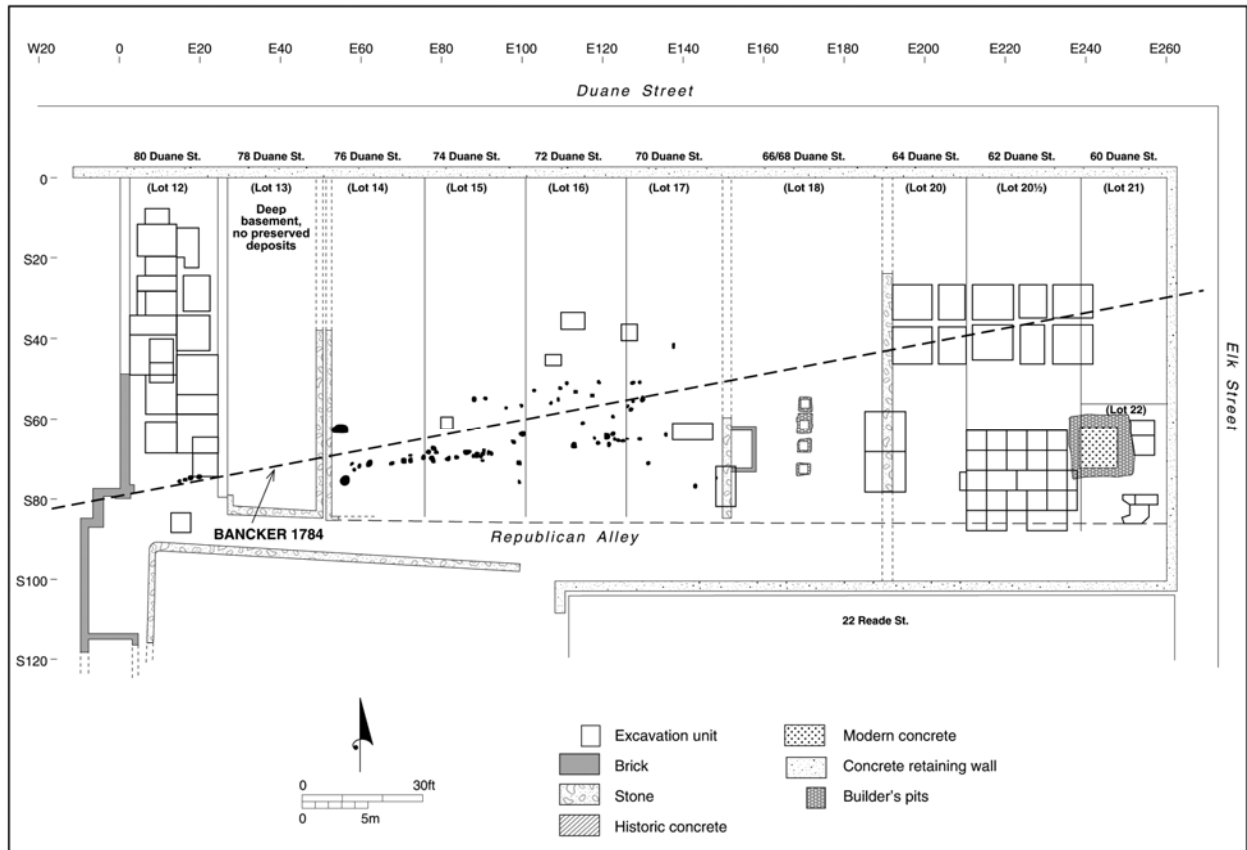 W20 0 E20 E40 E60 E80 E100 E120 E140 E160 E180 E200 E220 E240 E260
Duane Street
80 Duane St. 78 Duane St. 76 Duane St. 74 Duane St. 72 Duane St. 70 Duane St. 66/68 Duane St. 64 Duane St. 62 Duane St. 60 Duane St.
0
(Lot 12) (Lot 13) (Lot 14) (Lot 15) (Lot 16) (Lot 17) (Lot 18) (Lot 20) (Lot 20½) (Lot 21)
Deep
basement,
no preserved
deposits
S20
S40
Elk Street
(Lot 22)
S60
S80
BANCKER 1784
Republican Alley
S100
22 Reade St.
S120
0 30ft
0 5m
Excavation unit
Brick
Stone
Historic concrete
Modern concrete
Concrete retaining wall
Builder's pits